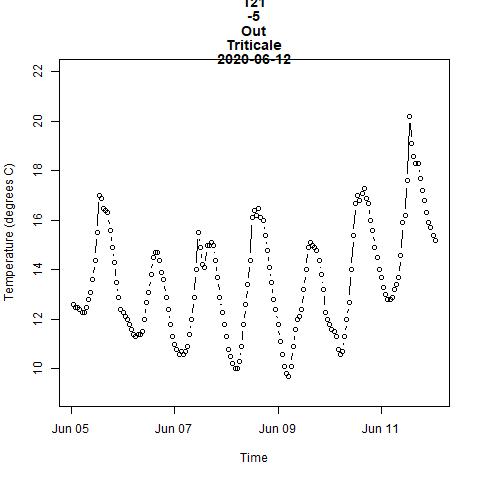 121
-5
Out
Triticale
2020-06-12
22
20
18
16
14
12
10
Temperature (degrees C)
Jun 05
Jun 07
Jun 09
Jun 11
Time